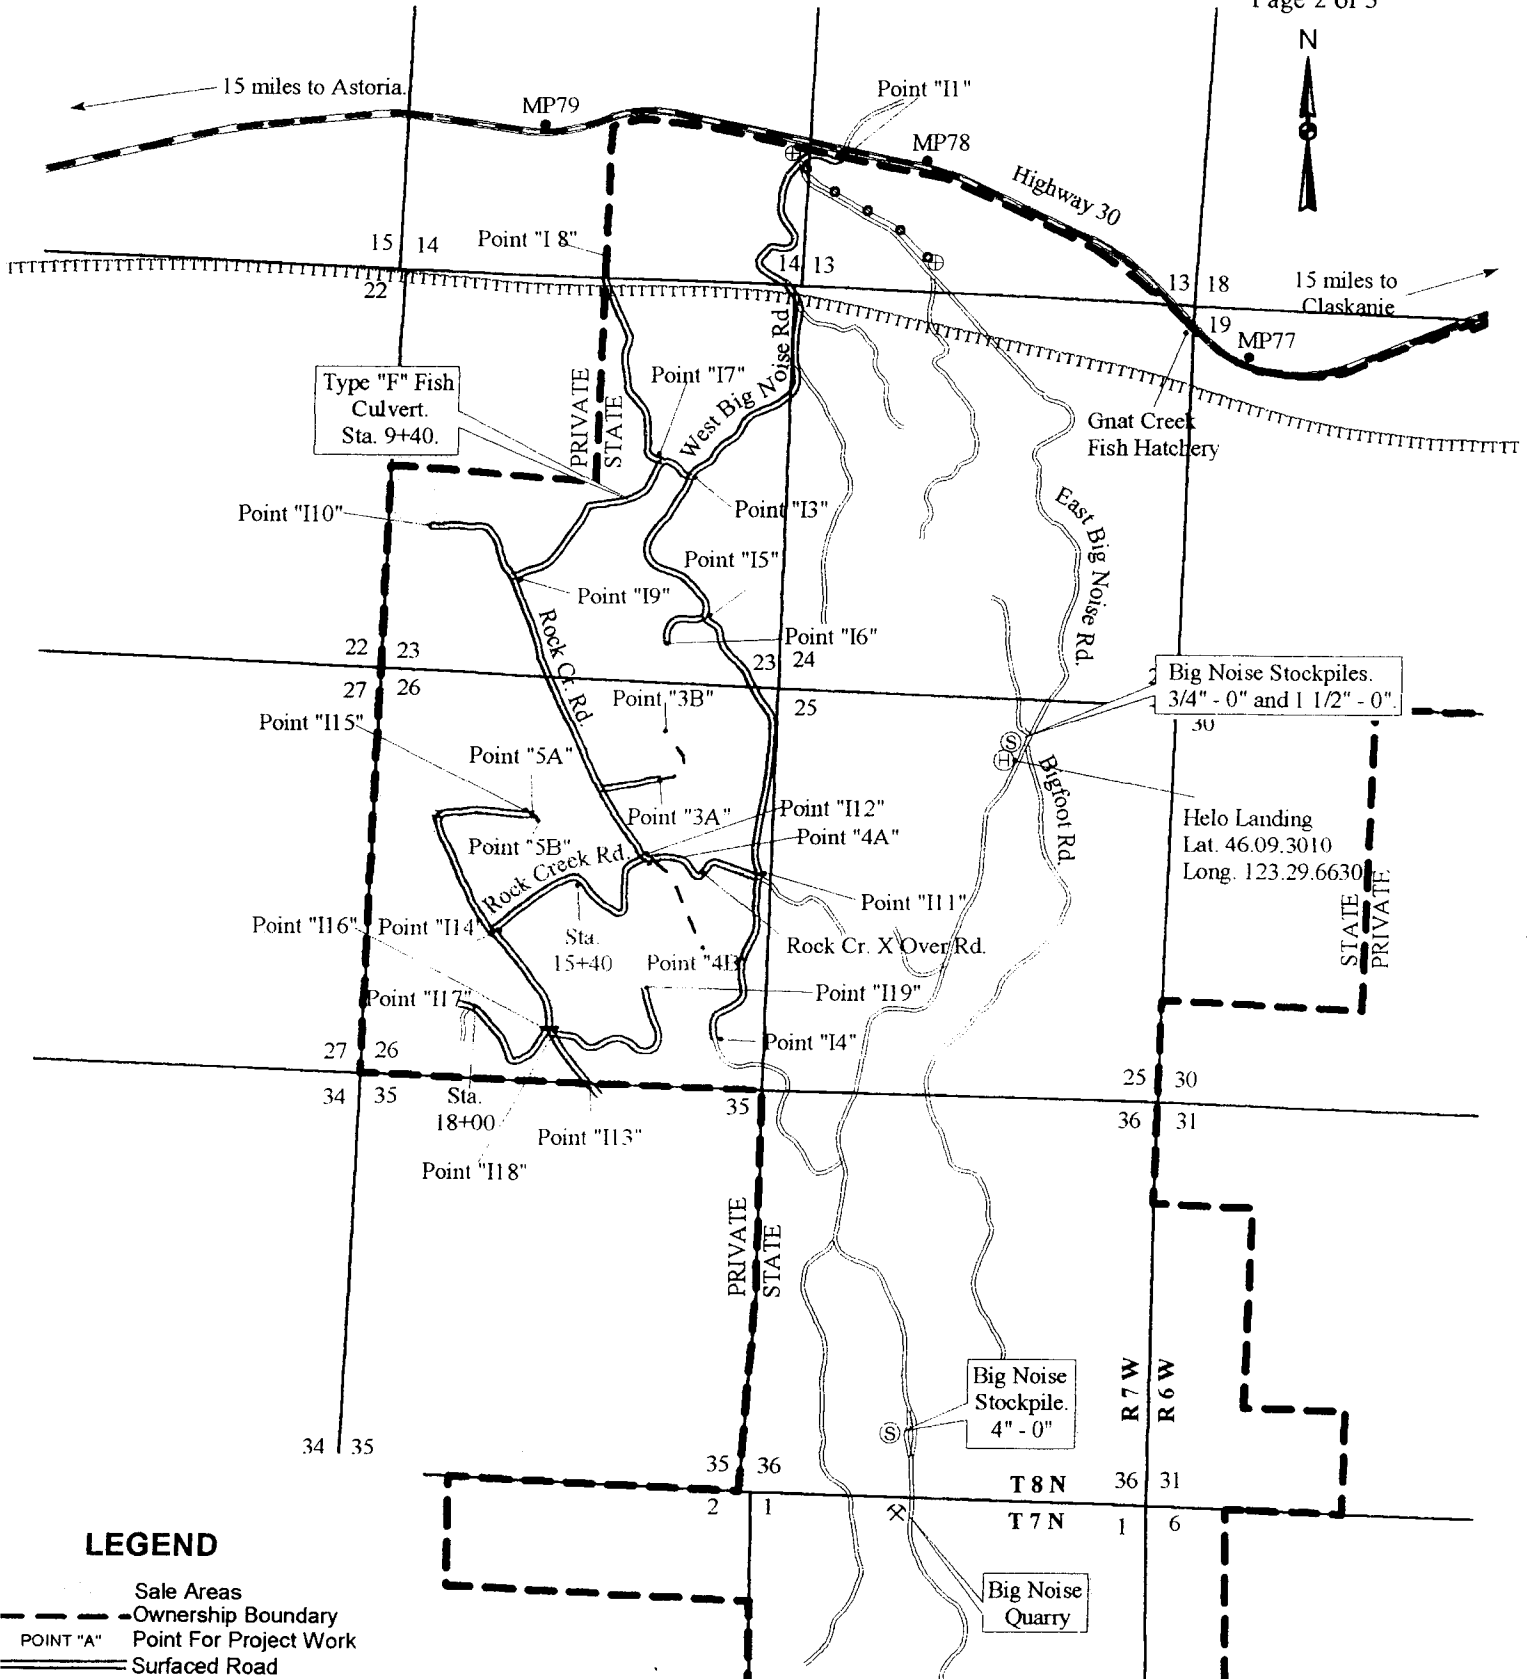 Page 2 of 5
N
15 miles to Astoria.
MP79
Point "I1"
MP78
Highway 30
15 14
Point "I 8"
14 13
13 18
15 miles to
Claskanie
22
19
MP77
Type "F" Fish
Culvert.
Sta. 9+40.
PRIVATE
STATE
Point "I7"
West Big Noise Rd.
Gnat Creek
Fish Hatchery
Point "I10"
Point "I3"
East Big Noise Rd.
Point "I5"
Point "I9"
Rock Cr. Rd.
Point "I6"
22 23
23 24
27 26
25
Big Noise Stockpiles.
3/4" - 0" and 1 1/2" - 0".
30
Point "3B"
Point "I15"
Point "5A"
Bigfoot Rd.
Point "3A"
Point "I12"
Point "4A"
Helo Landing
Lat. 46.09.3010
Long. 123.29.6630
Point "5B"
Rock Creek Rd.
STATE
PRIVATE
Point "I11"
Point "I16"
Point "I14"
Sta.
15+40
Point "4B"
Rock Cr. X Over Rd.
Point "I17"
Point "I19"
Point "I4"
27 26
25 30
34 35
Sta.
18+00
35
36 31
Point "I13"
Point "I18"
PRIVATE
STATE
R 7 W
R 6 W
Big Noise
Stockpile.
4" - 0"
S
S
H
34 35
35 36
T 8 N
36 31
2 1
T 7 N
1 6
Big Noise
Quarry
LEGEND
Sale Areas
Ownership Boundary
POINT "A" Point For Project Work
Surfaced Road